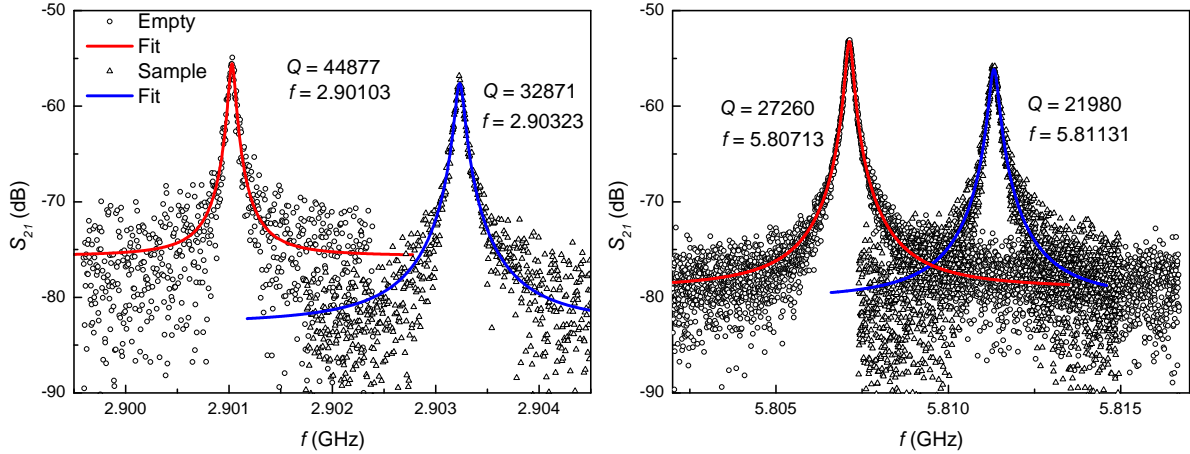 -50
-60
-70
-80
-90
S21 (dB)
Empty
Fit
Sample
Fit
Q = 44877
f = 2.90103
Q = 32871
f = 2.90323
2.900 2.901 2.902 2.903 2.904
f (GHz)
-50
-60
-70
-80
-90
S21 (dB)
Q = 27260
f = 5.80713
Q = 21980
f = 5.81131
5.805 5.810 5.815
f (GHz)